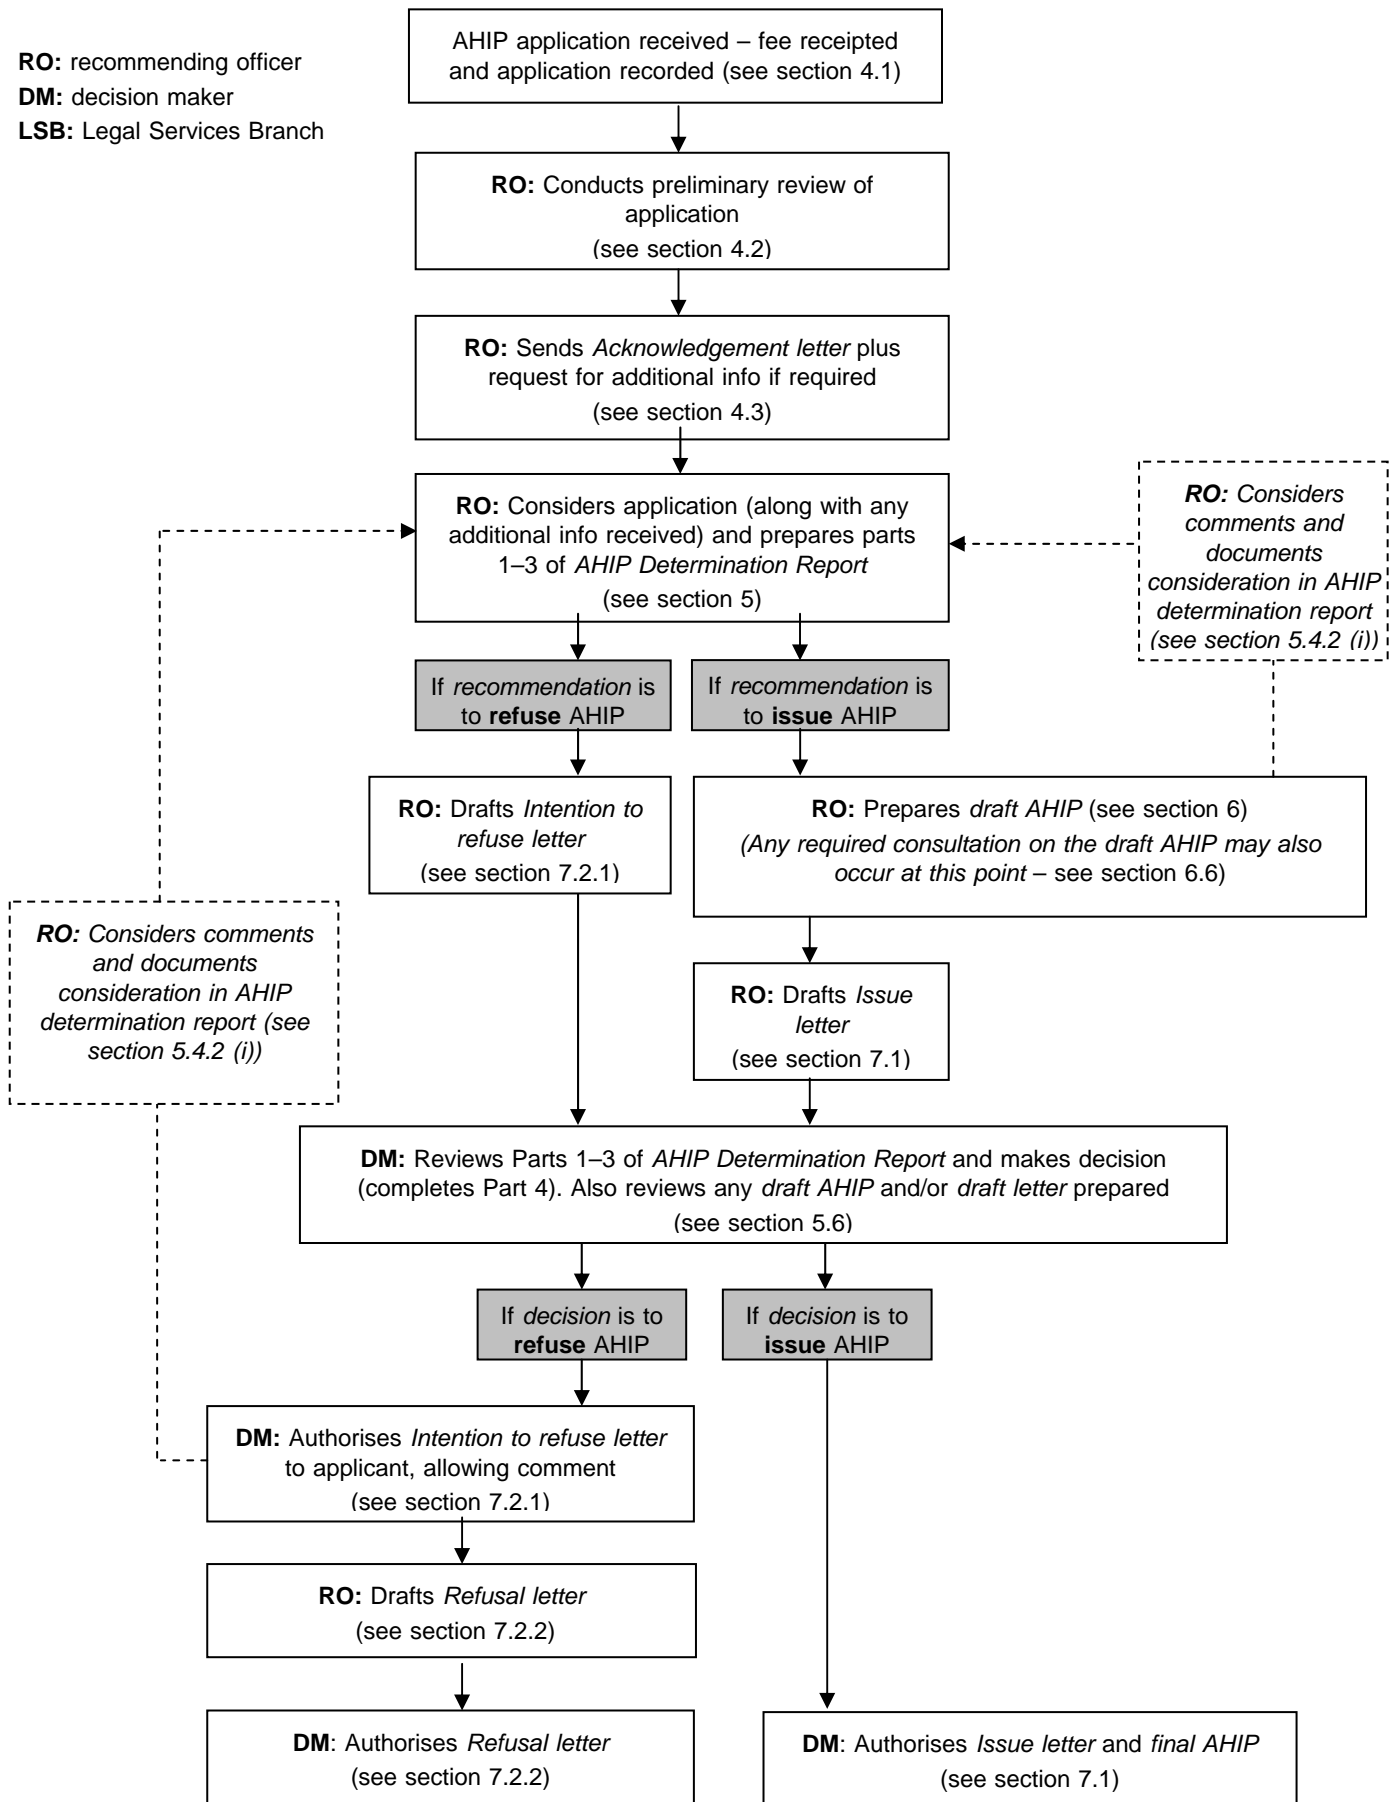 RO: recommending officer
DM: decision maker
LSB: Legal Services Branch
AHIP application received – fee receipted
and application recorded (see section 4.1)
RO: Conducts preliminary review of
application
(see section 4.2)
RO: Sends Acknowledgement letter plus
request for additional info if required
(see section 4.3)
RO: Considers application (along with any
additional info received) and prepares parts
1–3 of AHIP Determination Report
(see section 5)
RO: Considers
comments and
documents
consideration in AHIP
determination report
(see section 5.4.2 (i))
If recommendation is
to refuse AHIP
If recommendation is
to issue AHIP
RO: Drafts Intention to
refuse letter
(see section 7.2.1)
RO: Prepares draft AHIP (see section 6)
(Any required consultation on the draft AHIP may also
occur at this point – see section 6.6)
RO: Considers comments
and documents
consideration in AHIP
determination report (see
section 5.4.2 (i))
RO: Drafts Issue
letter
(see section 7.1)
DM: Reviews Parts 1–3 of AHIP Determination Report and makes decision
(completes Part 4). Also reviews any draft AHIP and/or draft letter prepared
(see section 5.6)
If decision is to
refuse AHIP
If decision is to
issue AHIP
DM: Authorises Intention to refuse letter
to applicant, allowing comment
(see section 7.2.1)
RO: Drafts Refusal letter
(see section 7.2.2)
DM: Authorises Refusal letter
(see section 7.2.2)
DM: Authorises Issue letter and final AHIP
(see section 7.1)